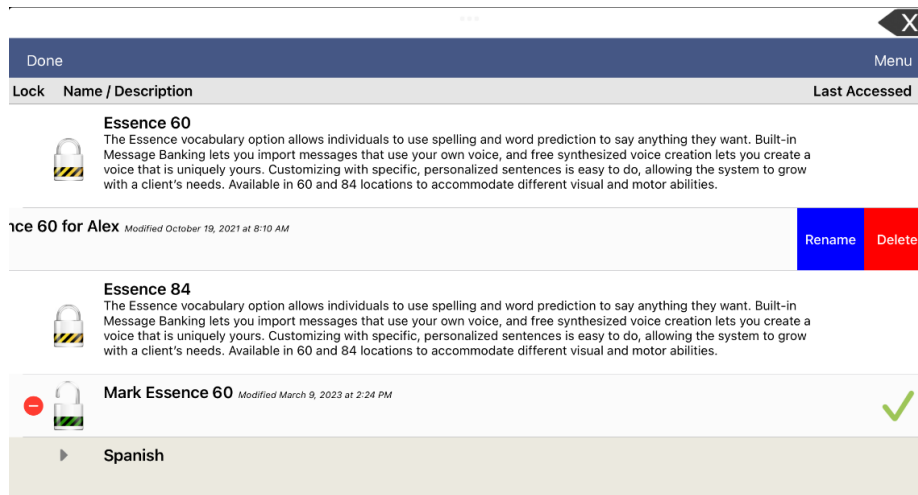 X
Done Menu
Lock Name / Description Last Accessed
Essence 60
The Essence vocabulary option allows individuals to use spelling and word prediction to say anything they want. Built-in
Message Banking lets you import messages that use your own voice, and free synthesized voice creation lets you create a
voice that is uniquely yours. Customizing with specific, personalized sentences is easy to do, allowing the system to grow
with a client's needs. Available in 60 and 84 locations to accommodate different visual and motor abilities.
nce 60 for Alex Modified October 19, 2021 at 8:10 AM Rename Delete
Essence 84
The Essence vocabulary option allows individuals to use spelling and word prediction to say anything they want. Built-in
Message Banking lets you import messages that use your own voice, and free synthesized voice creation lets you create a
voice that is uniquely yours. Customizing with specific, personalized sentences is easy to do, allowing the system to grow
with a client's needs. Available in 60 and 84 locations to accommodate different visual and motor abilities.
Mark Essence 60 Modified March 9, 2023 at 2:24 PM
Spanish